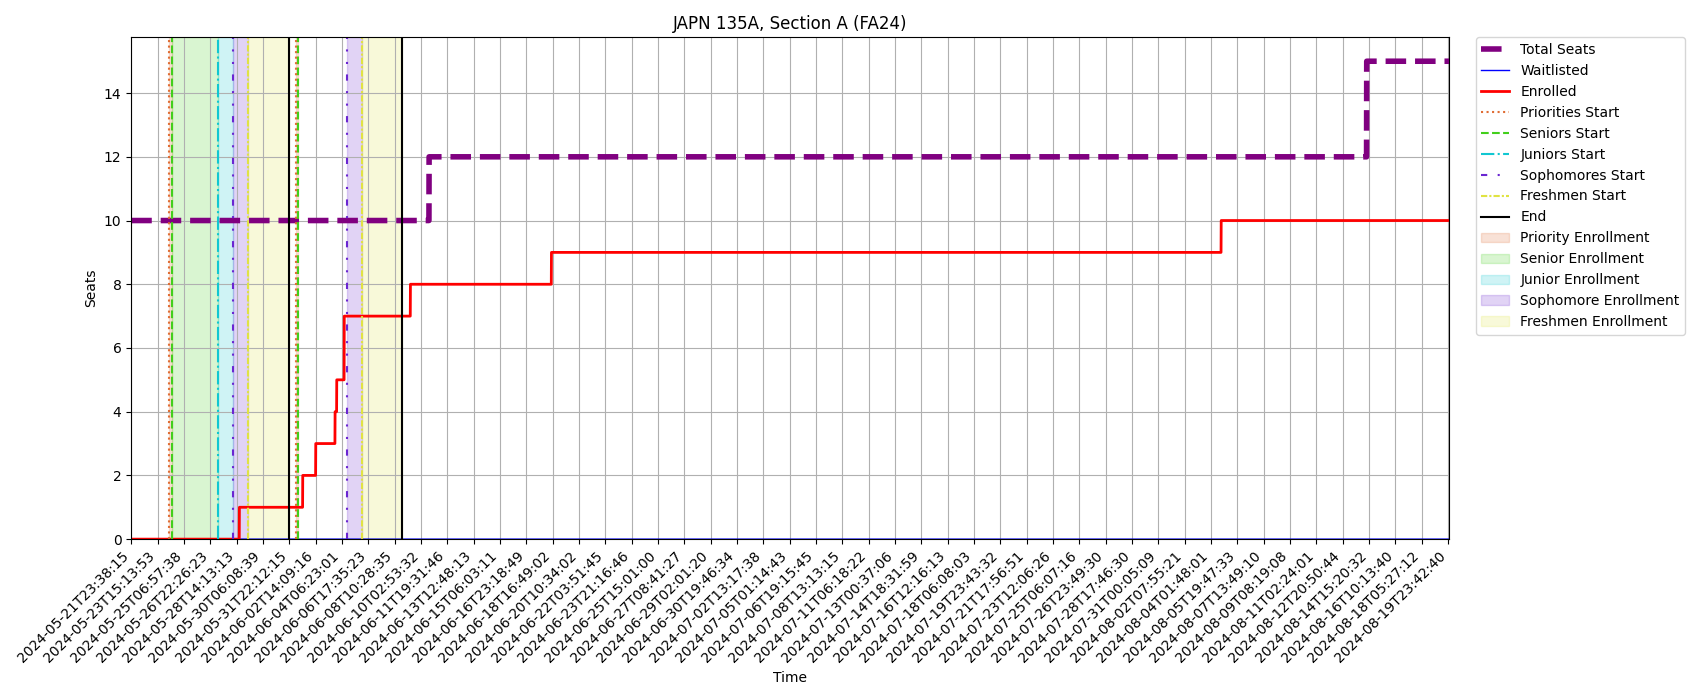 JAPN 135A, Section A (FA24)
Seats
14
12
10
8
6
4
2
0
2024-05-21T23:38:15
2024-05-23T15:13:53
2024-05-25T06:57:38
2024-05-26T22:26:23
2024-05-28T14:13:13
2024-05-30T06:08:39
2024-05-31T22:12:15
2024-06-02T14:09:16
2024-06-04T06:23:01
2024-06-06T17:35:23
2024-06-08T10:28:35
2024-06-10T02:53:32
2024-06-11T19:31:46
2024-06-13T12:48:13
2024-06-15T06:03:11
2024-06-16T23:18:49
2024-06-18T16:49:02
2024-06-20T10:34:02
2024-06-22T03:51:45
2024-06-23T21:16:46
2024-06-25T15:01:00
2024-06-27T08:41:27
2024-06-29T02:01:20
2024-06-30T19:46:34
2024-07-02T13:17:38
2024-07-05T01:14:43
2024-07-06T19:15:45
2024-07-08T13:13:15
2024-07-11T06:18:22
2024-07-13T00:37:06
2024-07-14T18:31:59
2024-07-16T12:16:13
2024-07-18T06:08:03
2024-07-19T23:43:32
2024-07-21T17:56:51
2024-07-23T12:06:26
2024-07-25T06:07:16
2024-07-26T23:49:30
2024-07-28T17:46:30
2024-07-31T00:05:09
2024-08-02T07:55:21
2024-08-04T01:48:01
2024-08-05T19:47:33
2024-08-07T13:49:10
2024-08-09T08:19:08
2024-08-11T02:24:01
2024-08-12T20:50:44
2024-08-14T15:20:32
2024-08-16T10:13:40
2024-08-18T05:27:12
2024-08-19T23:42:40
Time
Total Seats
Waitlisted
Enrolled
Priorities Start
Seniors Start
Juniors Start
Sophomores Start
Freshmen Start
End
Priority Enrollment
Senior Enrollment
Junior Enrollment
Sophomore Enrollment
Freshmen Enrollment